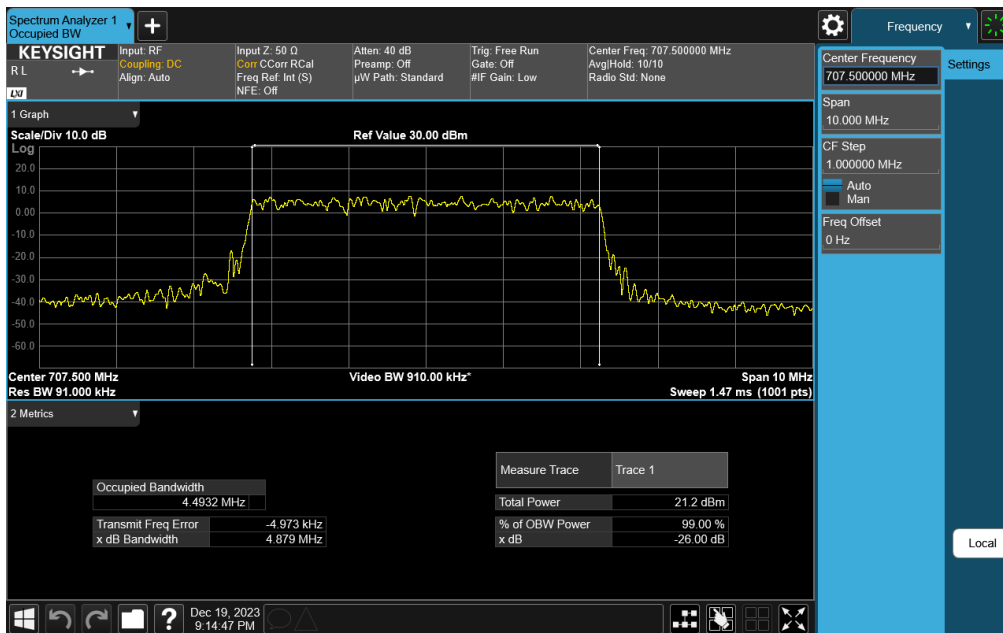 Spectrum Analyzer 1
Occupied BW
Frequency
KEYSIGHT
R L
LXI
Input: RF
Coupling: DC
Align: Auto
Input Z: 50 Ω
Corr CCorr RCal
Freq Ref: Int (S)
NFE: Off
Atten: 40 dB
Preamp: Off
µW Path: Standard
Trig: Free Run
Gate: Off
#IF Gain: Low
Center Freq: 707.500000 MHz
Avg|Hold: 10/10
Radio Std: None
Center Frequency
707.500000 MHz
Settings
Span
10.000 MHz
CF Step
1.000000 MHz
Auto
Man
Freq Offset
0 Hz
1 Graph
Scale/Div 10.0 dB
Ref Value 30.00 dBm
Log
20.0
10.0
0.00
-10.0
-20.0
-30.0
-40.0
-50.0
-60.0
Center 707.500 MHz
Video BW 910.00 kHz*
Span 10 MHz
Res BW 91.000 kHz
Sweep 1.47 ms (1001 pts)
2 Metrics
Measure Trace
Trace 1
Occupied Bandwidth
4.4932 MHz
Total Power
21.2 dBm
Transmit Freq Error
-4.973 kHz
% of OBW Power
99.00 %
x dB Bandwidth
4.879 MHz
x dB
-26.00 dB
Local
?
Dec 19, 2023
9:14:47 PM